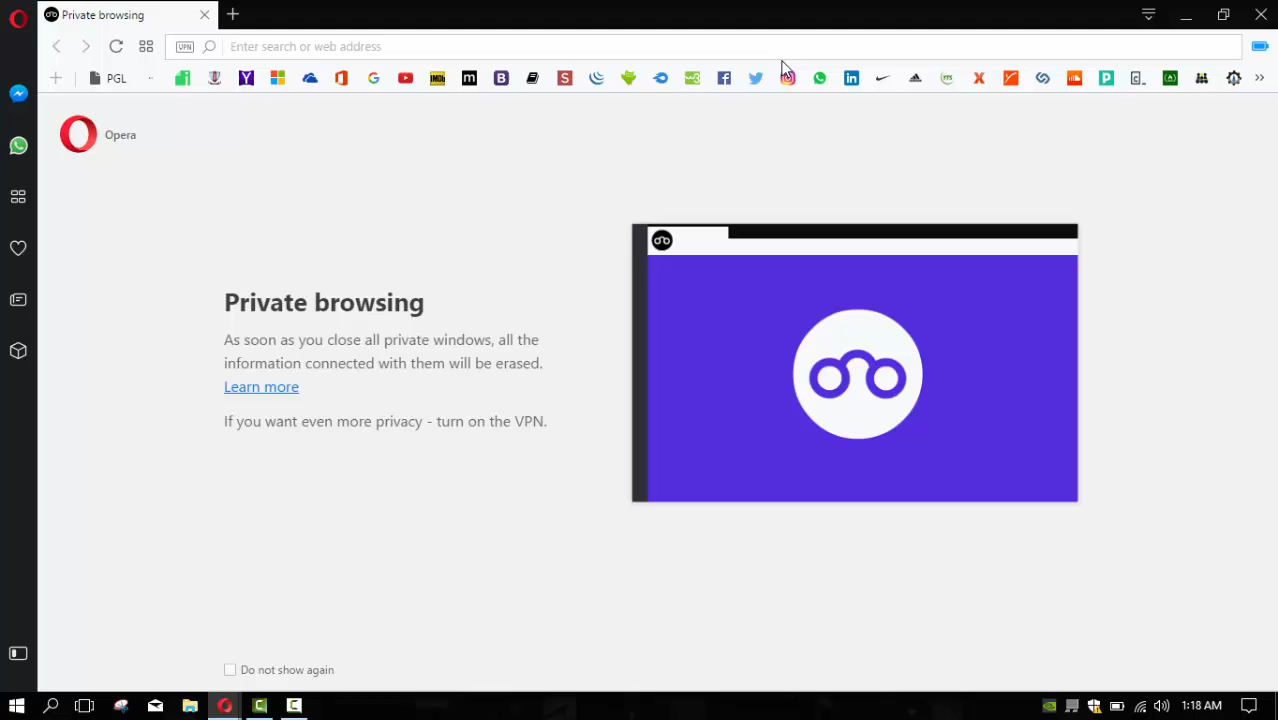 Private browsing
VPN
Enter search or web address
PGL
Opera
Private browsing
As soon as you close all private windows, all the
information connected with them will be erased.
Learn more
If you want even more privacy - turn on the VPN.
Do not show again
1:18 AM